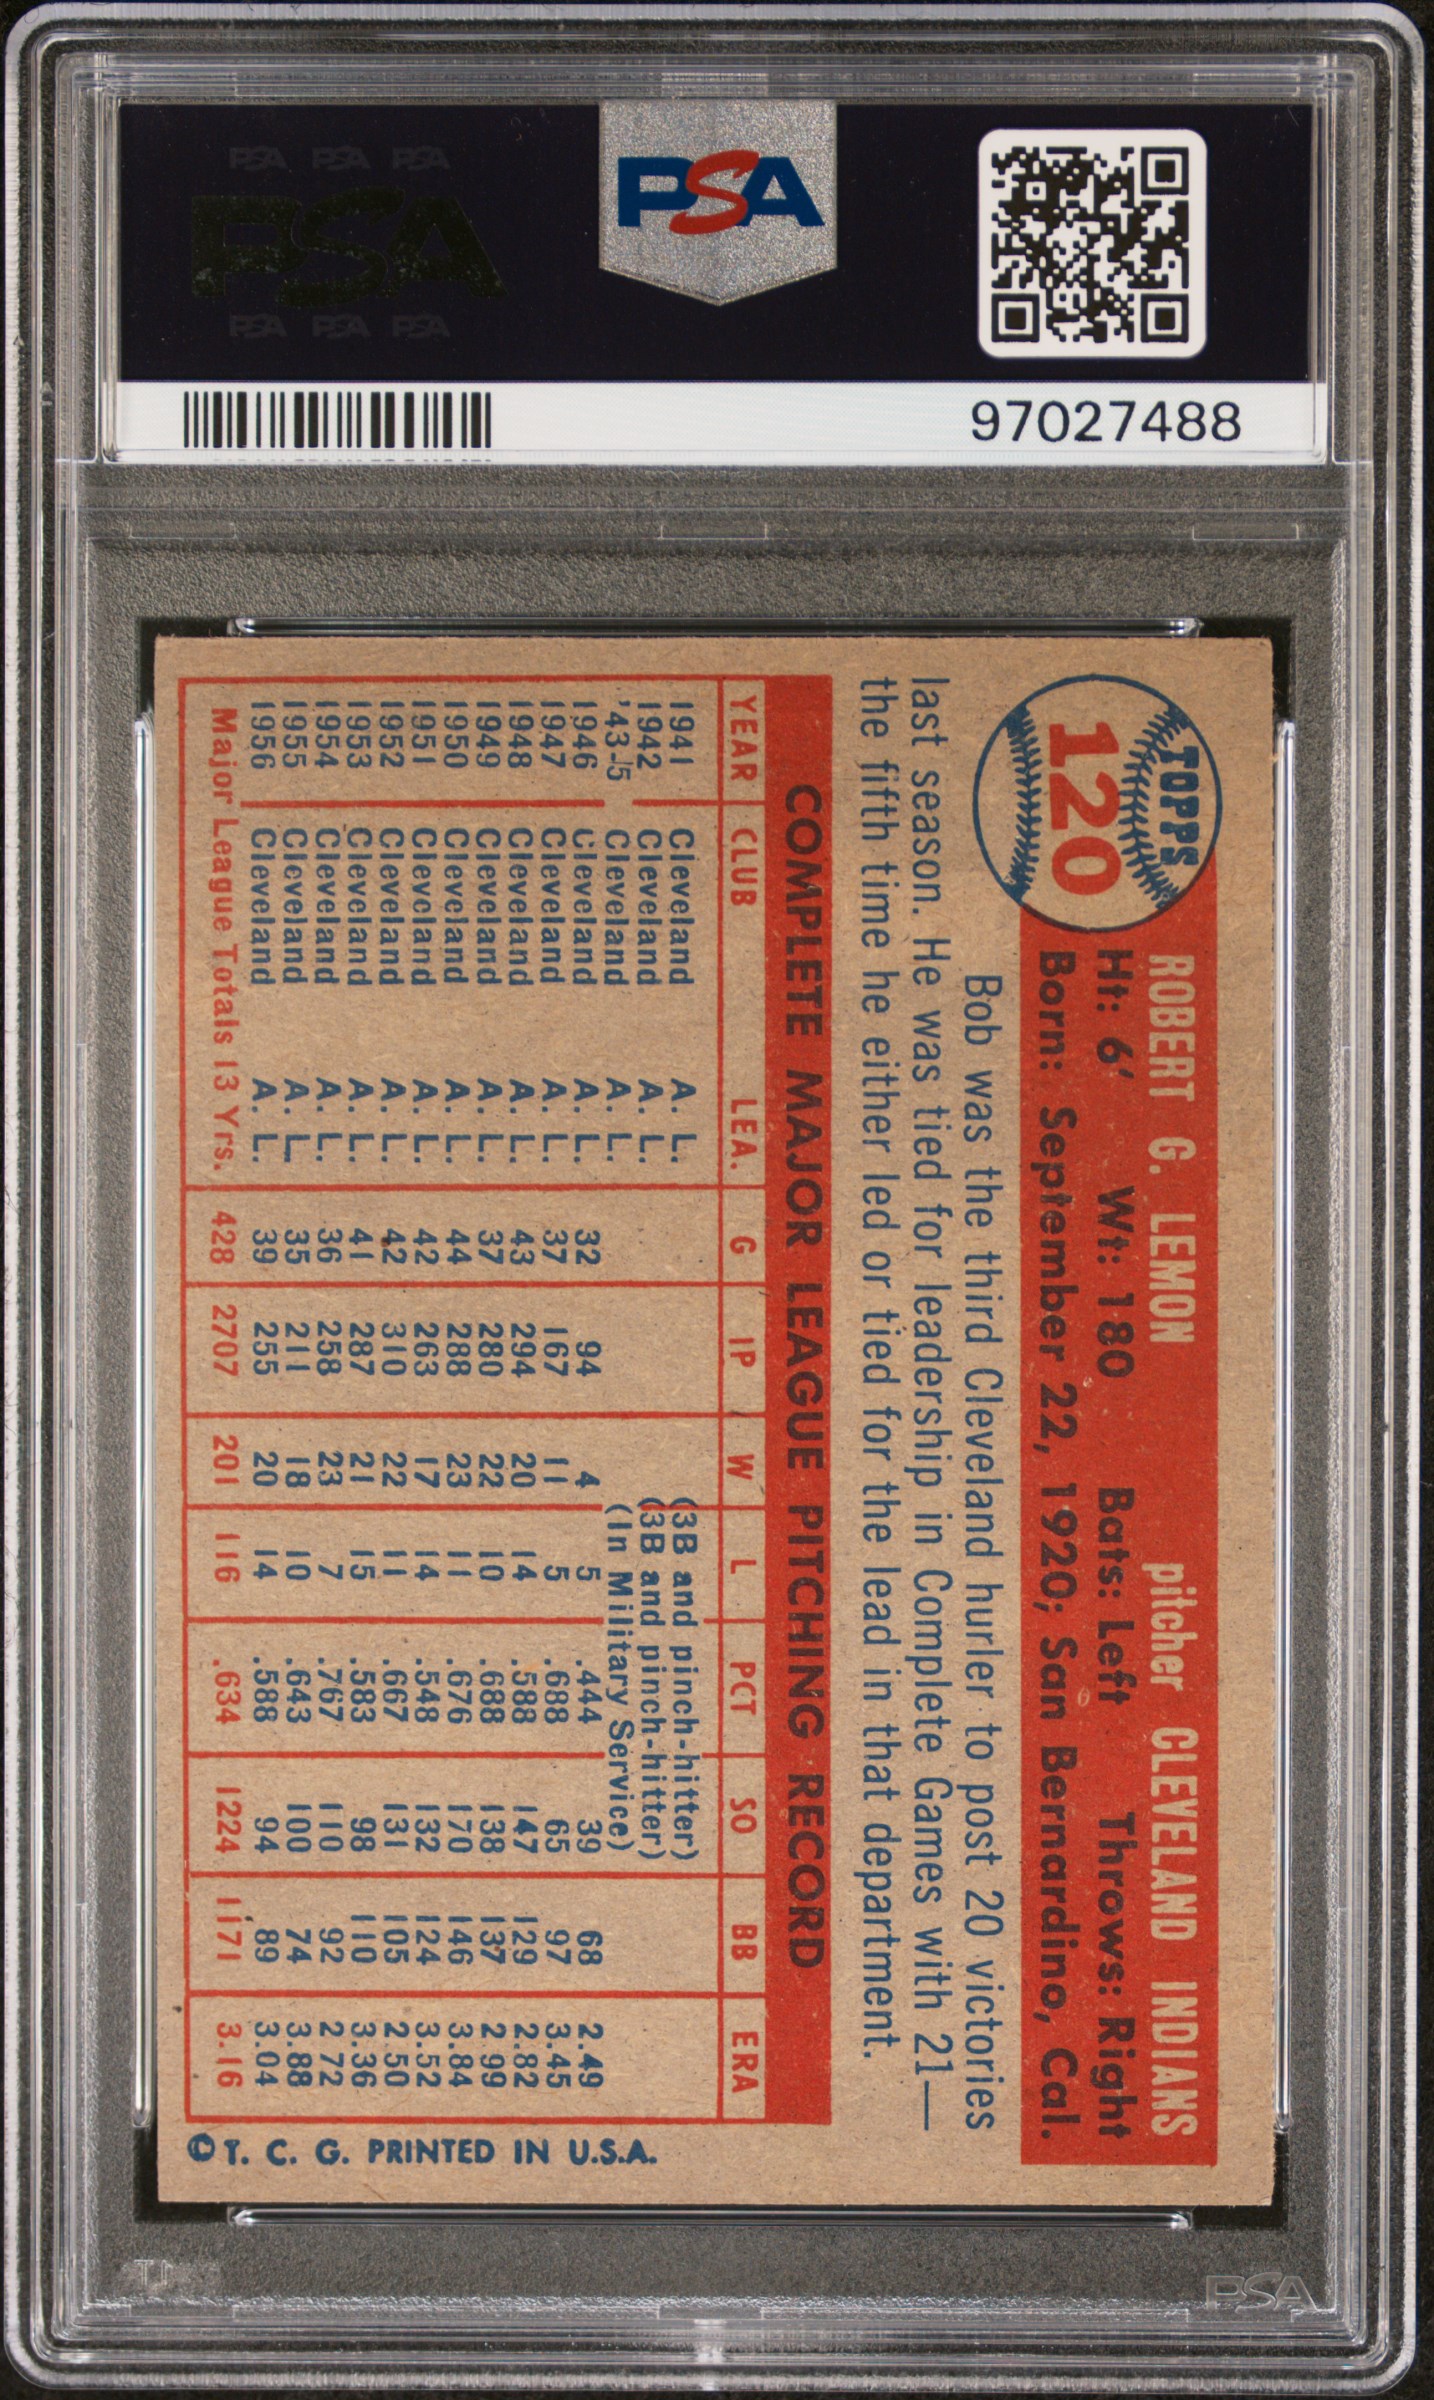 PSA PSA PSA
PSA
PSA PSA PSA
PSA
97027488
TOPPS
120
ROBERT G. LEMON pitcher CLEVELAND INDIANS
Ht: 6' Wt: 180 Bats: Left Throws: Right
Born: September 22, 1920; San Bernardino, Cal.
Bob was the third Cleveland hurler to post 20 victories
last season. He was tied for leadership in Complete Games with 21—
the fifth time he either led or tied for the lead in that department.
COMPLETE MAJOR LEAGUE PITCHING RECORD
YEAR CLUB LEA. G IP W L PCT SO BB ERA
1941 Cleveland A. L. (3B and pinch-hitter)
1942 Cleveland A. L. (3B and pinch-hitter)
'43-'5 Cleveland A. L. (In Military Service)
1946 Cleveland A. L. 32 94 4 5 .444 39 68 2.49
1947 Cleveland A. L. 37 167 11 5 .688 65 97 3.45
1948 Cleveland A. L. 43 294 20 14 .588 147 129 2.82
1949 Cleveland A. L. 37 280 22 10 .688 138 137 2.99
1950 Cleveland A. L. 44 288 23 11 .676 170 146 3.84
1951 Cleveland A. L. 42 263 17 14 .548 132 124 3.52
1952 Cleveland A. L. 42 310 22 11 .667 131 105 2.50
1953 Cleveland A. L. 41 287 21 15 .583 98 110 3.36
1954 Cleveland A. L. 36 258 23 7 .767 110 92 2.72
1955 Cleveland A. L. 35 211 18 10 .643 100 74 3.88
1956 Cleveland A. L. 39 255 20 14 .588 94 89 3.04
Major League Totals 13 Yrs. 428 2707 201 116 .634 1224 1171 3.16
© T. C. G. PRINTED IN U.S.A.
PSA